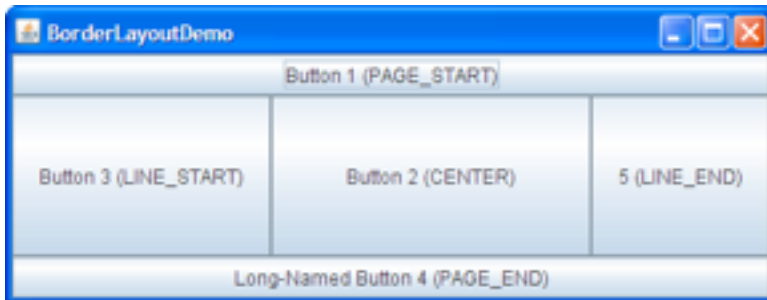 BorderLayoutDemo
Button 1 (PAGE_START)
Button 3 (LINE_START)
Button 2 (CENTER)
5 (LINE_END)
Long-Named Button 4 (PAGE_END)